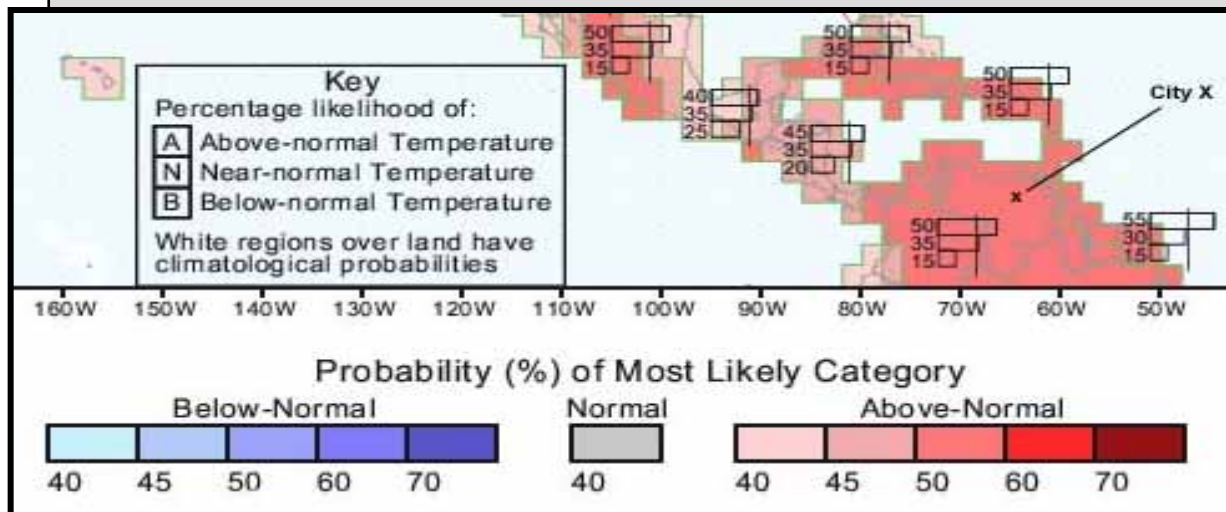 50
35
15
50
35
15
50
35
15
City X
40
35
25
45
35
20
50
35
15
55
30
15
Key
Percentage likelihood of:
A Above-normal Temperature
N Near-normal Temperature
B Below-normal Temperature
White regions over land have
climatological probabilities
x
160W 150W 140W 130W 120W 110W 100W 90W 80W 70W 60W 50W
Probability (%) of Most Likely Category
Below-Normal Normal Above-Normal
40 45 50 60 70 40 40 45 50 60 70